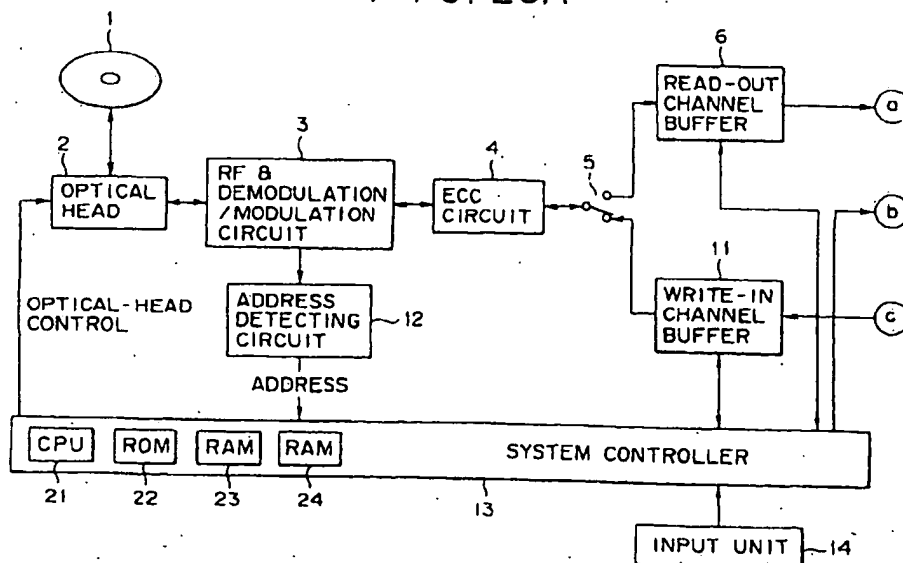 1
6
READ-OUT
CHANNEL
BUFFER
a
2
OPTICAL
HEAD
3
RF &
DEMODULATION
/MODULATION
CIRCUIT
4
ECC
CIRCUIT
5
b
11
WRITE-IN
CHANNEL
BUFFER
c
OPTICAL-HEAD
CONTROL
ADDRESS
DETECTING
CIRCUIT
12
ADDRESS
CPU
ROM
RAM
RAM
SYSTEM CONTROLLER
21
22
23
24
13
INPUT UNIT
14